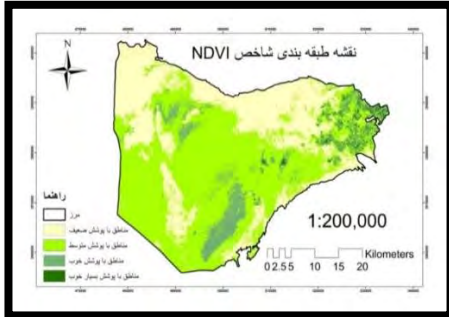 نقشه طبقه بندی شاخص NDVI
N
راهنما
مرز
مناطق با پوشش ضعیف
مناطق با پوشش متوسط
مناطق با پوشش خوب
مناطق با پوشش بسیار خوب
1:200,000
Kilometers
0 2.5 5 10 15 20